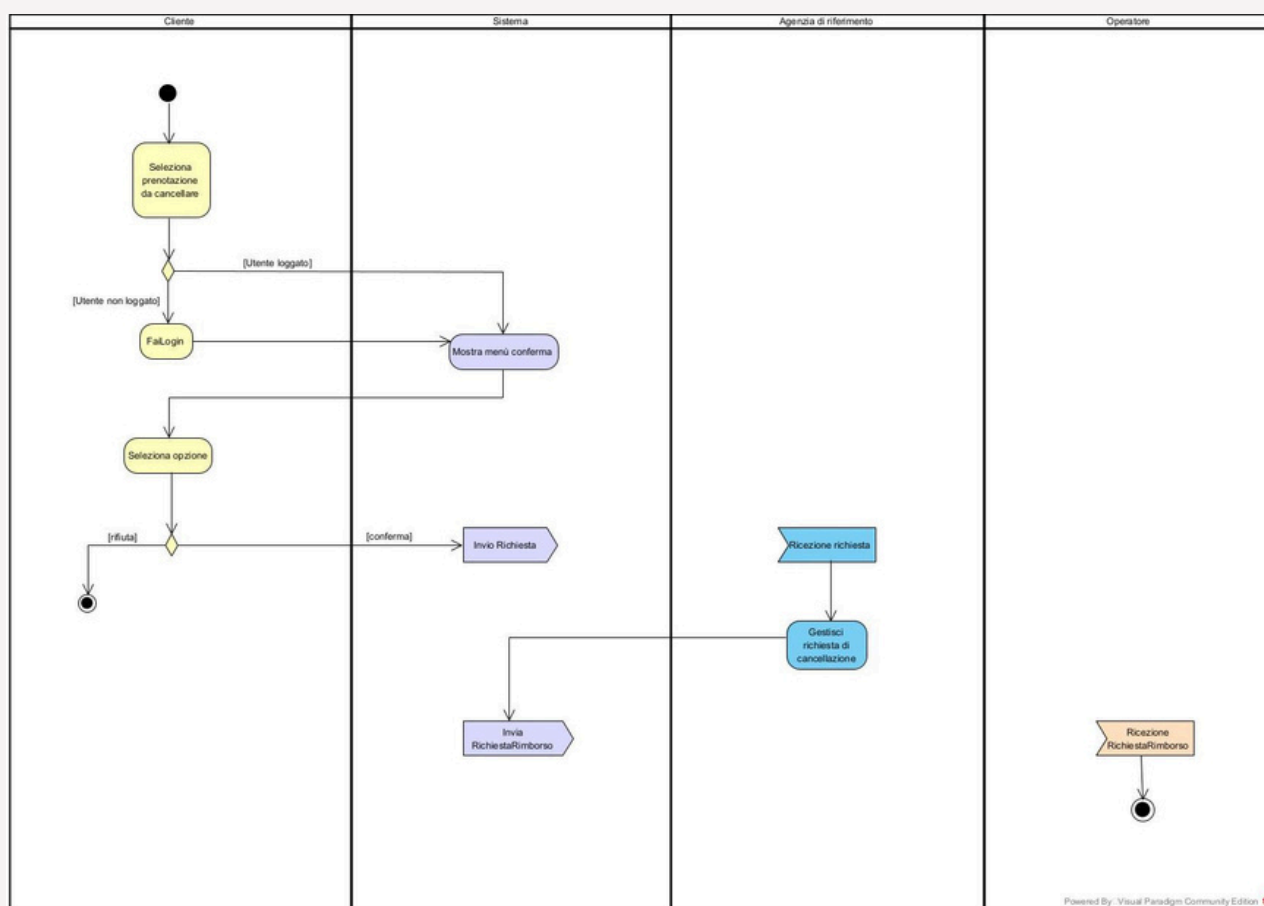 Cliente
Sistema
Agenzia di riferimento
Operatore
Seleziona
prenotazione
da cancellare
[Utente loggato]
[Utente non loggato]
FaiLogin
Mostra menù conferma
Seleziona opzione
[rifiuta]
[conferma]
Invio Richiesta
Ricezione richiesta
Gestisci
richiesta di
cancellazione
Invia
RichiestaRimborso
Ricezione
RichiestaRimborso
Powered By: Visual Paradigm Community Edition